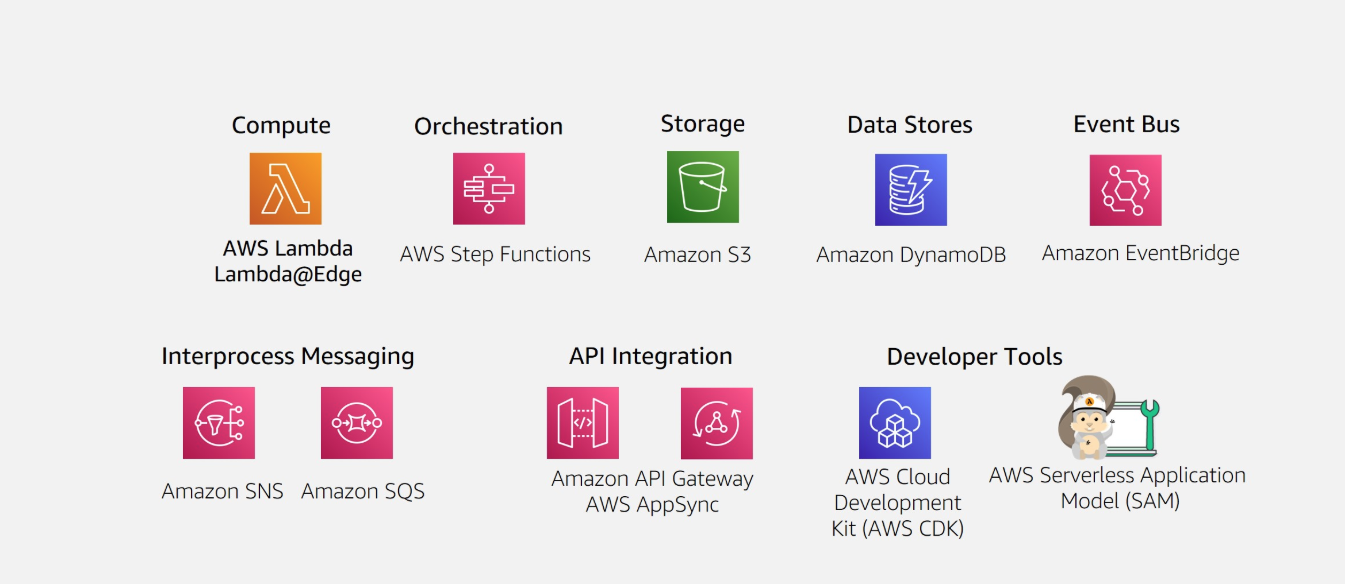 Compute
Orchestration
Storage
Data Stores
Event Bus
AWS Lambda
Lambda@Edge
AWS Step Functions
Amazon S3
Amazon DynamoDB
Amazon EventBridge
Interprocess Messaging
API Integration
Developer Tools
Amazon SNS
Amazon SQS
Amazon API Gateway
AWS AppSync
AWS Cloud
Development
Kit (AWS CDK)
AWS Serverless Application
Model (SAM)